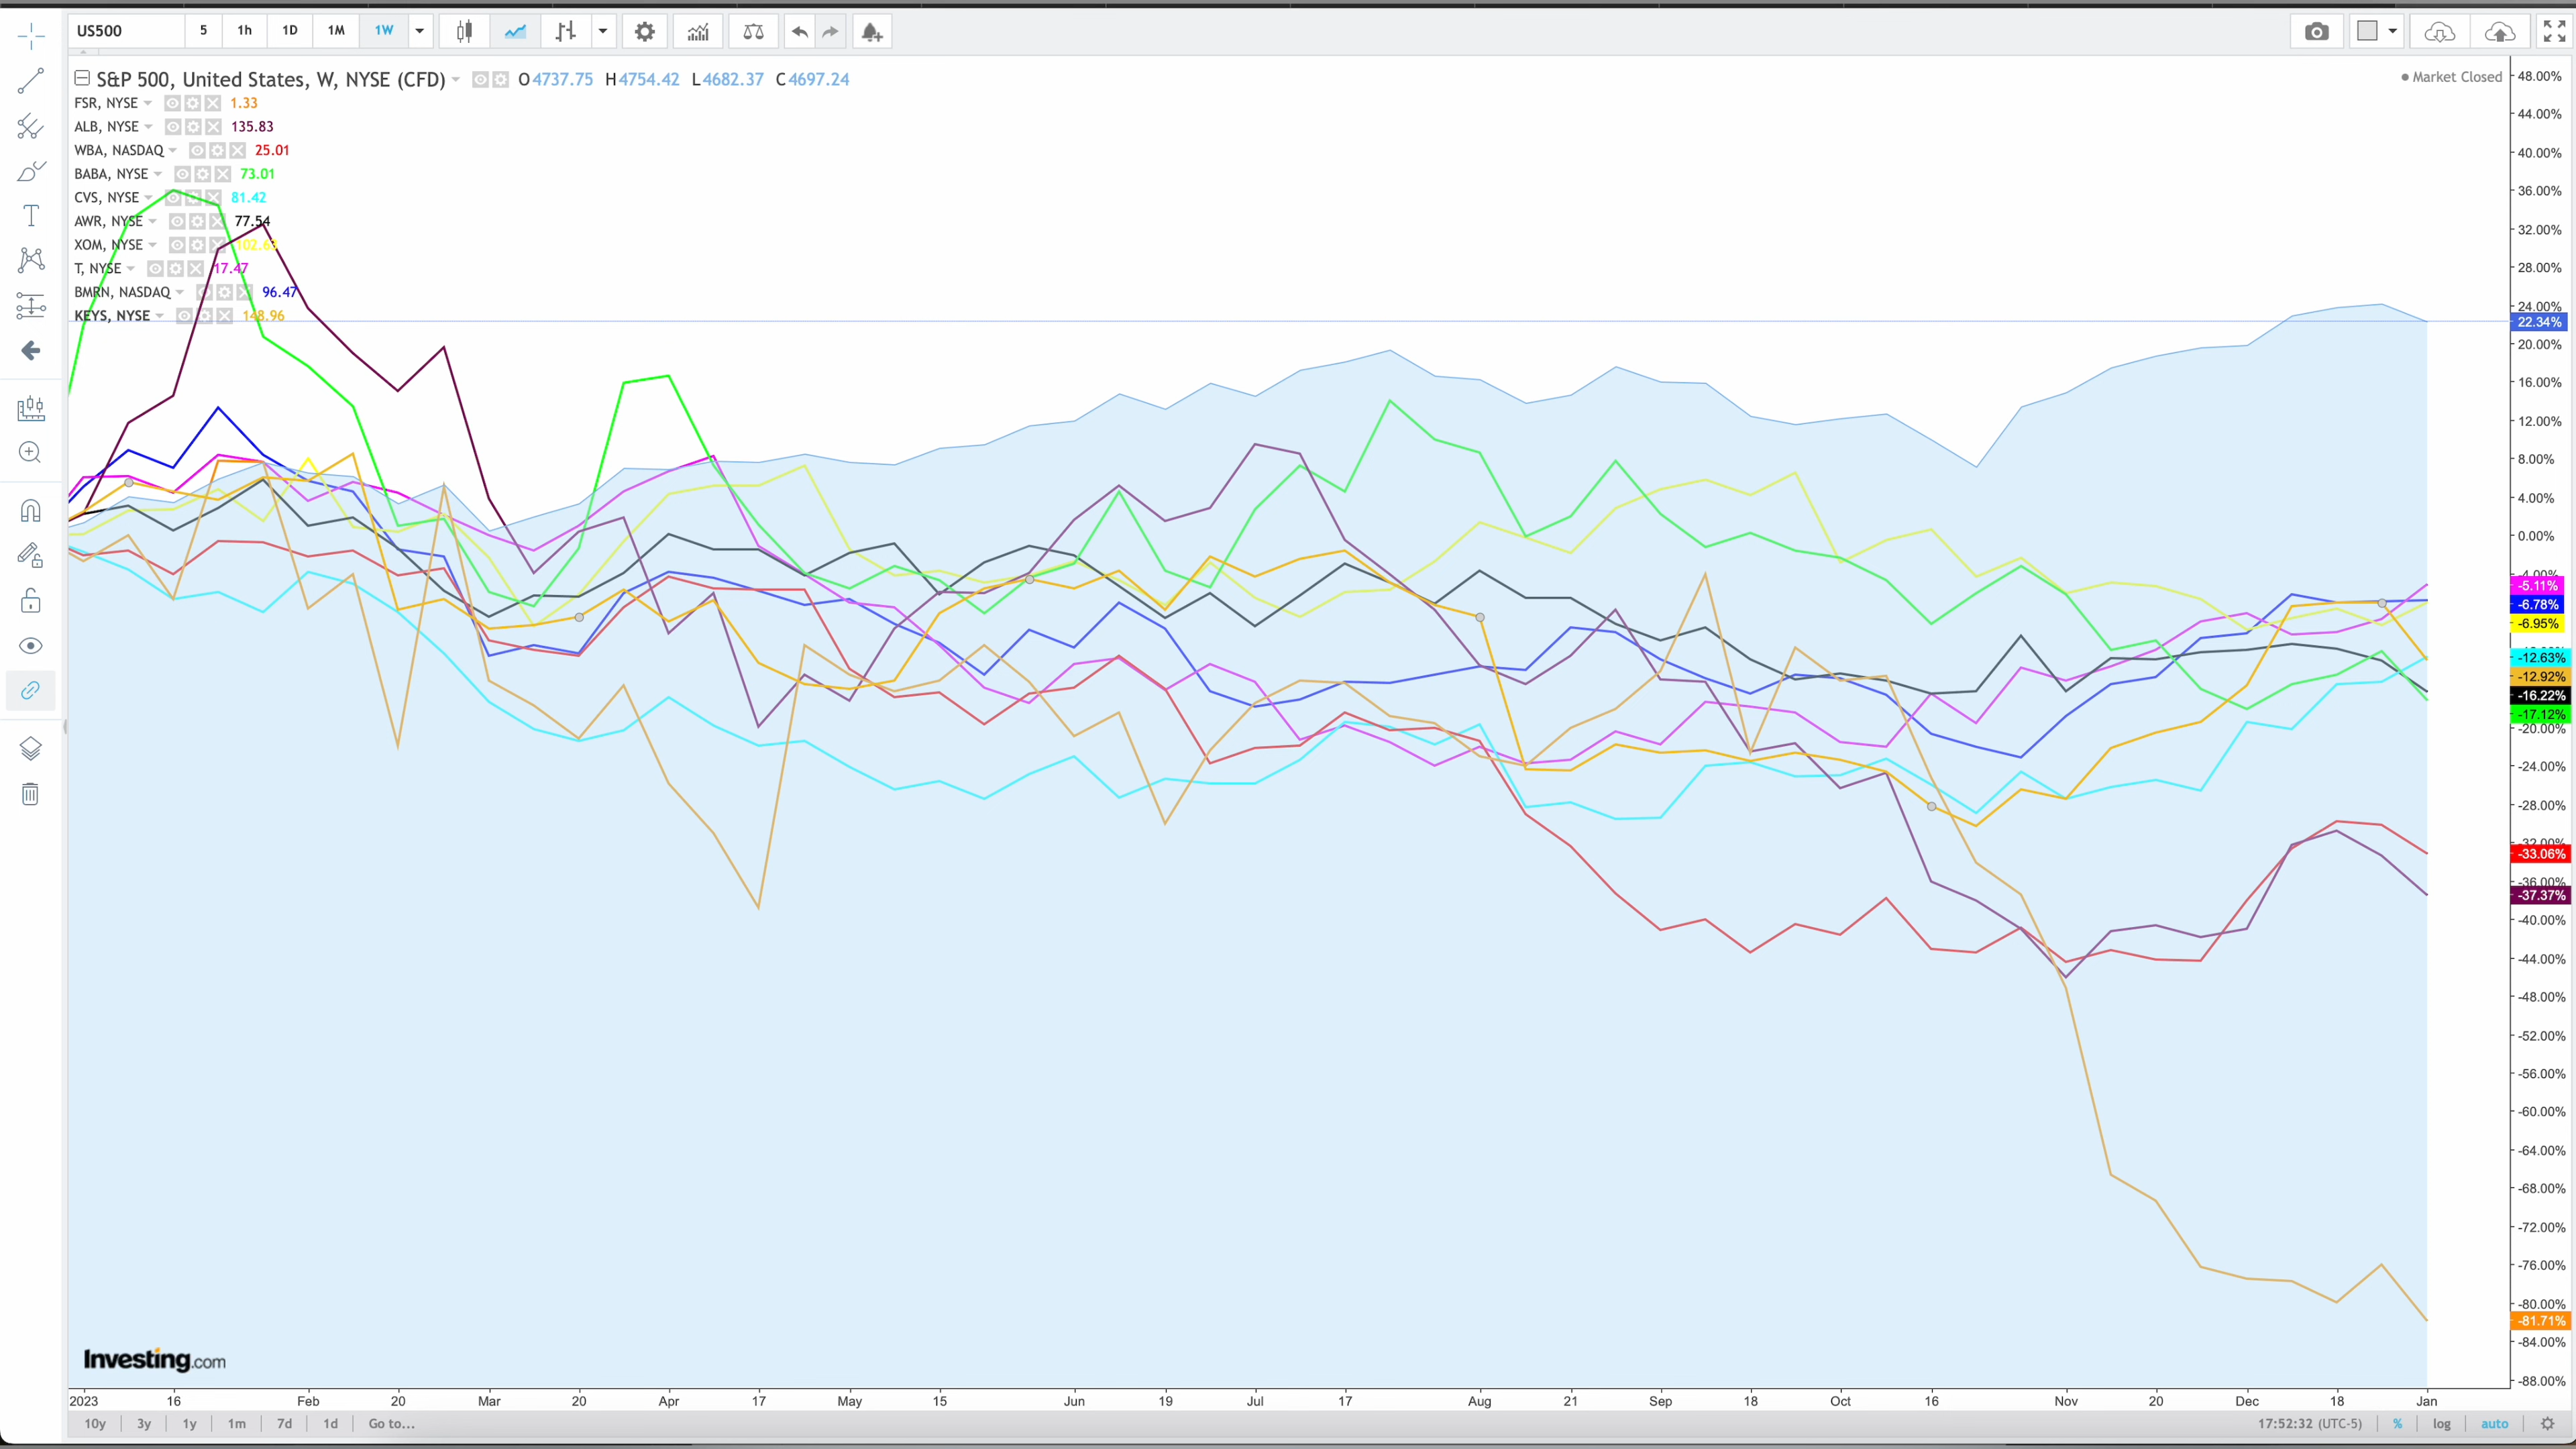 US500 5 1h 1D 1M 1W
S&P 500, United States, W, NYSE (CFD) O4737.75 H4754.42 L4682.37 C4697.24
Market Closed
FSR, NYSE 1.33
ALB, NYSE 135.83
WBA, NASDAQ 25.01
BABA, NYSE 73.01
CVS, NYSE 81.42
AWR, NYSE 77.54
XOM, NYSE 102.63
T, NYSE 17.47
BMRN, NASDAQ 96.47
KEYS, NYSE 148.96
48.00%
44.00%
40.00%
36.00%
32.00%
28.00%
24.00%
22.34%
20.00%
16.00%
12.00%
8.00%
4.00%
0.00%
-4.00%
-5.11%
-6.78%
-6.95%
-12.63%
-12.92%
-16.22%
-17.12%
-20.00%
-24.00%
-28.00%
-32.00%
-33.06%
-36.00%
-37.37%
-40.00%
-44.00%
-48.00%
-52.00%
-56.00%
-60.00%
-64.00%
-68.00%
-72.00%
-76.00%
-80.00%
-81.71%
-84.00%
-88.00%
Investing.com
2023 16 Feb 20 Mar 20 Apr 17 May 15 Jun 19 Jul 17 Aug 21 Sep 18 Oct 16 Nov 20 Dec 18 Jan
10y 3y 1y 1m 7d 1d Go to... 17:52:32 (UTC-5) % log auto